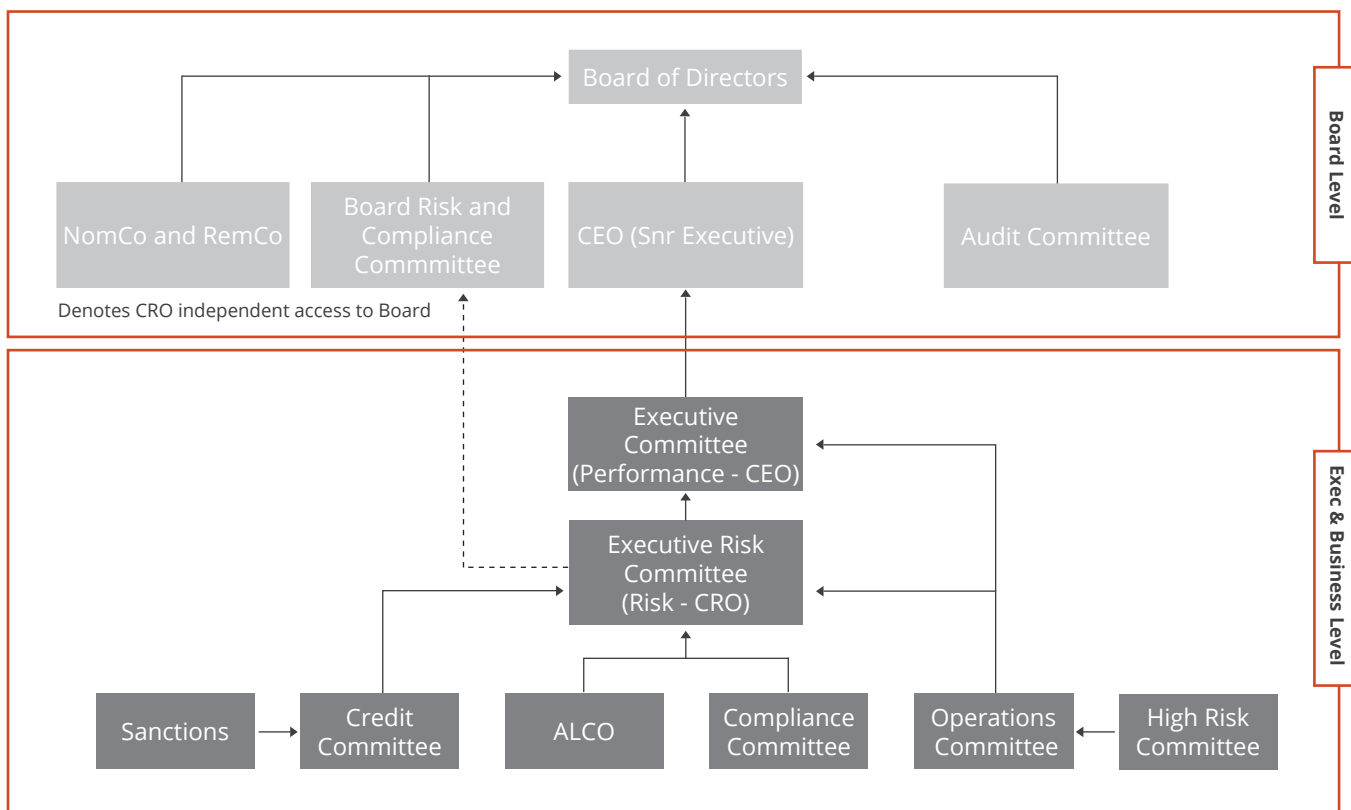 Board of Directors
Board Level
NomCo and RemCo
Board Risk and
Compliance
Commmittee
CEO (Snr Executive)
Audit Committee
Denotes CRO independent access to Board
Executive
Committee
(Performance - CEO)
Exec & Business Level
Executive Risk
Committee
(Risk - CRO)
Sanctions
Credit
Committee
ALCO
Compliance
Committee
Operations
Committee
High Risk
Committee